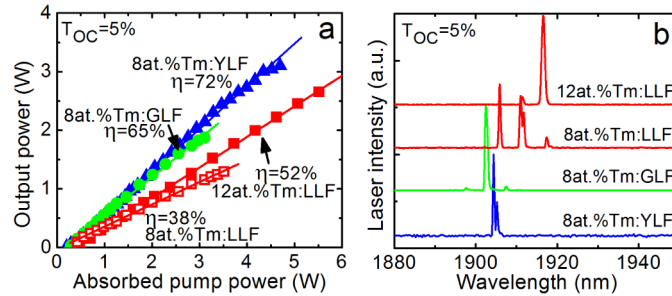 T_OC=5%
a
8at.%Tm:YLF
η=72%
8at.%Tm:GLF
η=65%
η=52%
12at.%Tm:LLF
η=38%
8at.%Tm:LLF
Output power (W)
0
1
2
3
4
0
1
2
3
4
5
6
Absorbed pump power (W)
T_OC=5%
b
12at.%Tm:LLF
8at.%Tm:LLF
8at.%Tm:GLF
8at.%Tm:YLF
Laser intensity (a.u.)
1880
1900
1920
1940
Wavelength (nm)